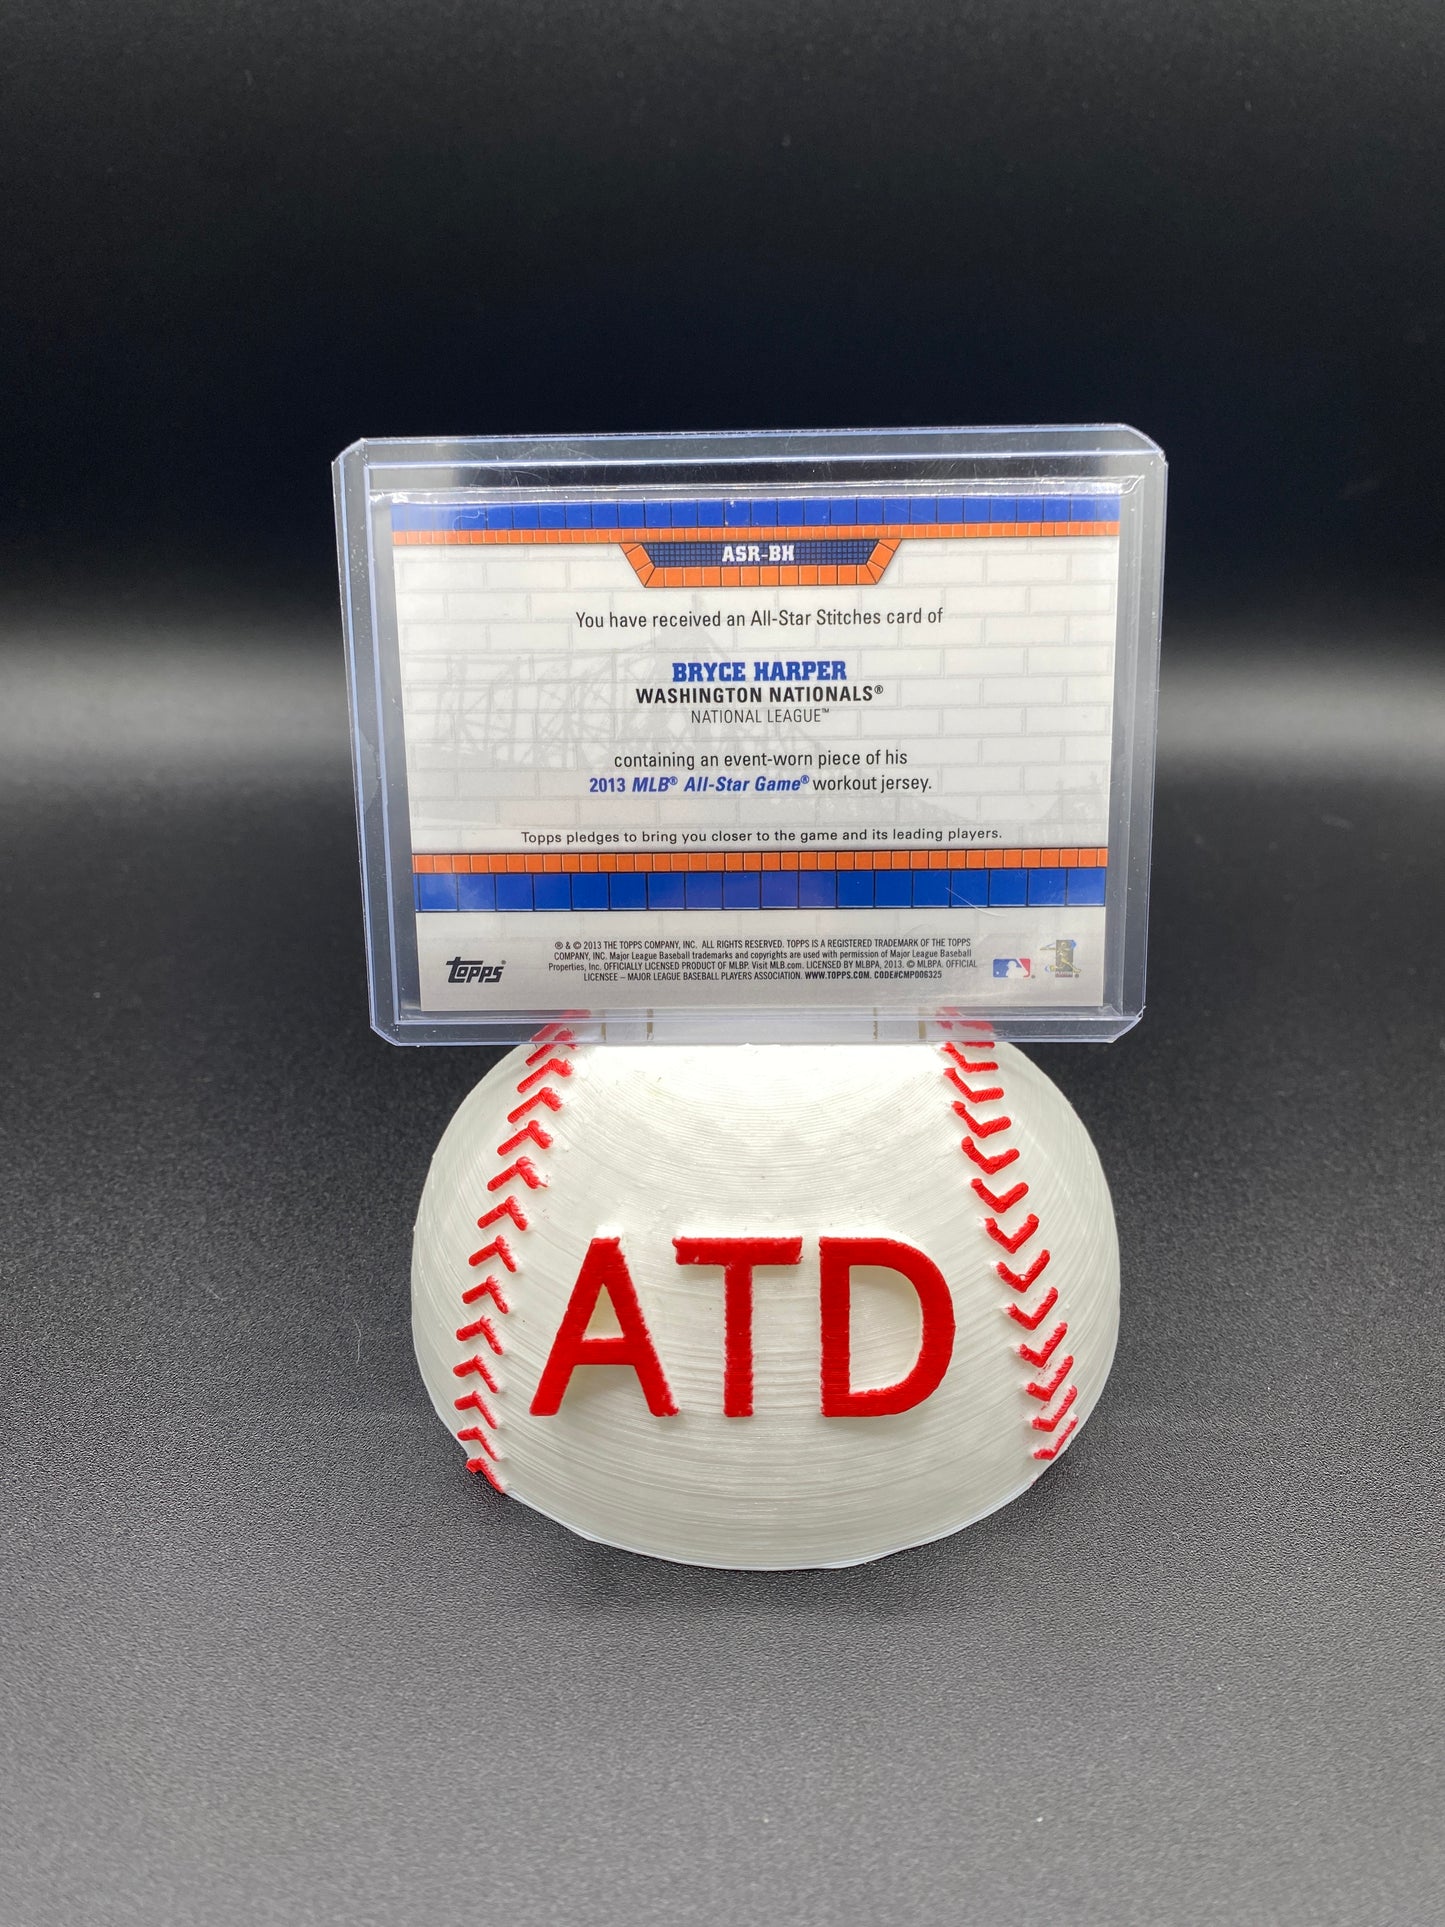 ASR-BH
You have received an All-Star Stitches card of
BRYCE HARPER
WASHINGTON NATIONALS®
NATIONAL LEAGUE™
containing an event-worn piece of his
2013 MLB® All-Star Game® workout jersey.
Topps pledges to bring you closer to the game and its leading players.
® & © 2013 THE TOPPS COMPANY, INC. ALL RIGHTS RESERVED. TOPPS IS A REGISTERED TRADEMARK OF THE TOPPS
COMPANY, INC. Major League Baseball trademarks and copyrights are used with permission of Major League Baseball
Properties, Inc. OFFICIALLY LICENSED PRODUCT OF MLBP. Visit MLB.com. LICENSED BY MLBPA, 2013. © MLBPA. OFFICIAL
LICENSEE – MAJOR LEAGUE BASEBALL PLAYERS ASSOCIATION. WWW.TOPPS.COM. CODE#CMP006325
topps®
ATD